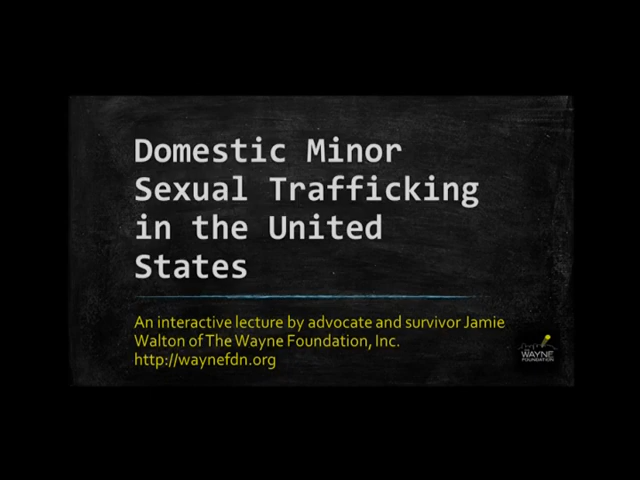 Domestic Minor
Sexual Trafficking
in the United
States
An interactive lecture by advocate and survivor Jamie
Walton of The Wayne Foundation, Inc.
http://waynefdn.org
WAYNE
FOUNDATION